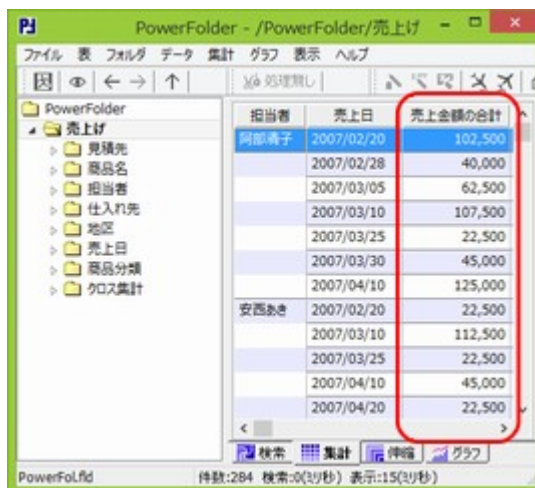 PowerFolder - /PowerFolder/売上げ
ファイル 表 フォルダ データ 集計 グラフ 表示 ヘルプ
処理無し
PowerFolder
売上げ
見積先
商品名
担当者
仕入れ先
地区
売上日
商品分類
クロス集計
担当者 売上日 売上金額の合計
阿部清子 2007/02/20 102,500
2007/02/28 40,000
2007/03/05 62,500
2007/03/10 107,500
2007/03/25 22,500
2007/03/30 45,000
2007/04/10 125,000
安西あき 2007/02/20 22,500
2007/03/10 112,500
2007/03/25 22,500
2007/04/10 45,000
2007/04/20 22,500
検索 集計 伸縮 グラフ
PowerFol.fld 件数:284 検索:0(ミリ秒) 表示:15(ミリ秒)